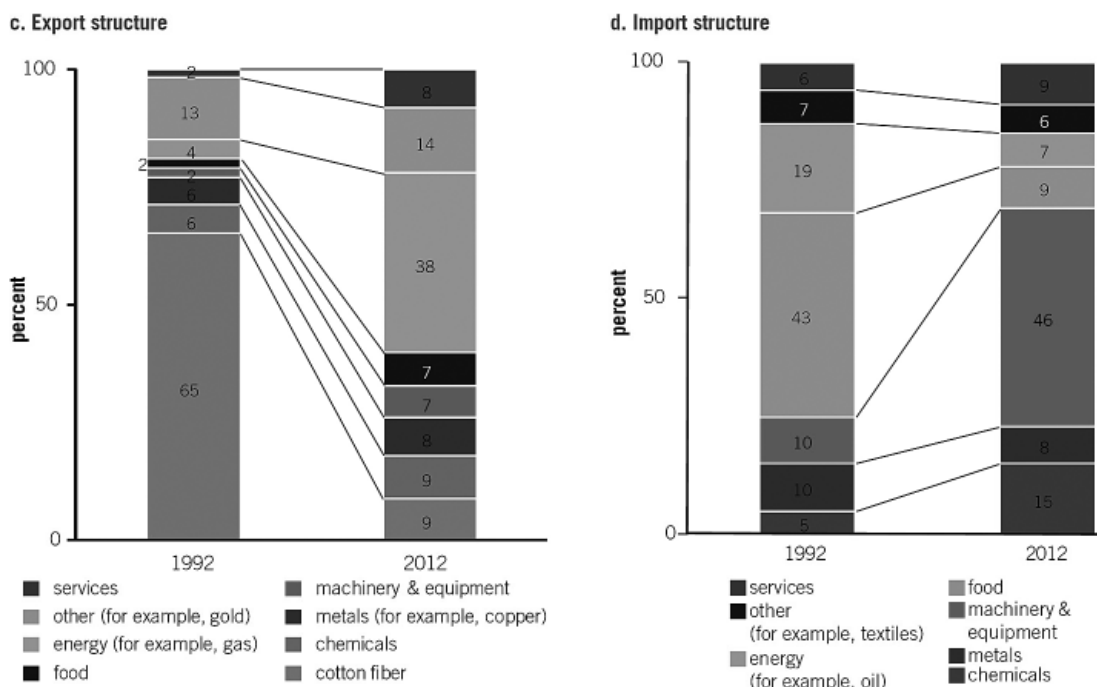 c. Export structure
100
50
0
percent
2
13
4
2
2
6
6
65
8
14
38
7
7
8
9
9
1992
2012
services
other (for example, gold)
energy (for example, gas)
food
machinery & equipment
metals (for example, copper)
chemicals
cotton fiber
d. Import structure
100
50
0
percent
6
7
19
43
10
10
5
9
6
7
9
46
8
15
1992
2012
services
other
(for example, textiles)
energy
(for example, oil)
food
machinery &
equipment
metals
chemicals